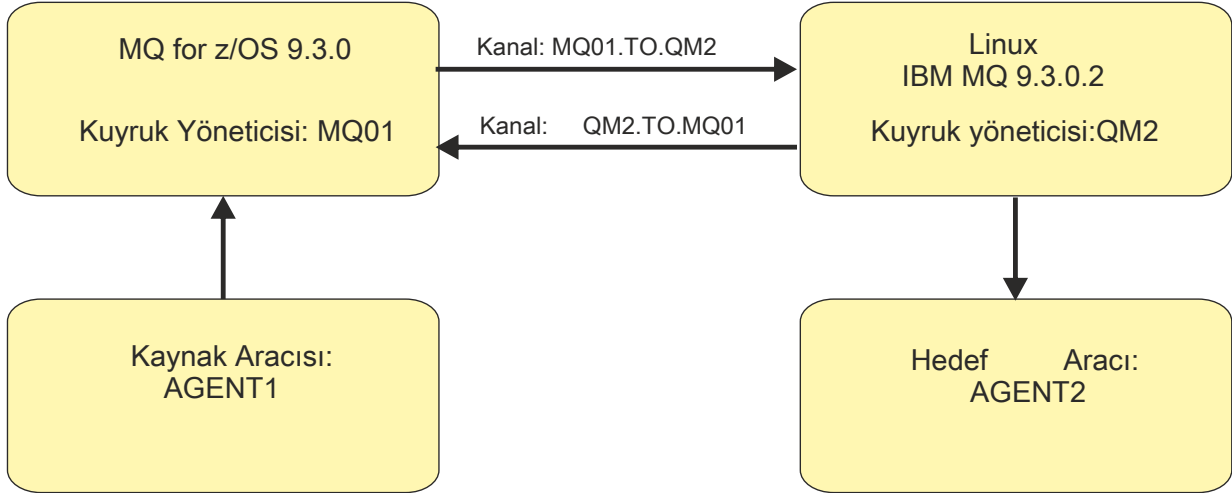 MQ for z/OS 9.3.0
Kuyruk Yöneticisi: MQ01
Kanal: MQ01.TO.QM2
Kanal: QM2.TO.MQ01
Linux
IBM MQ 9.3.0.2
Kuyruk yöneticisi:QM2
Kaynak Aracısı:
AGENT1
Hedef Aracı:
AGENT2